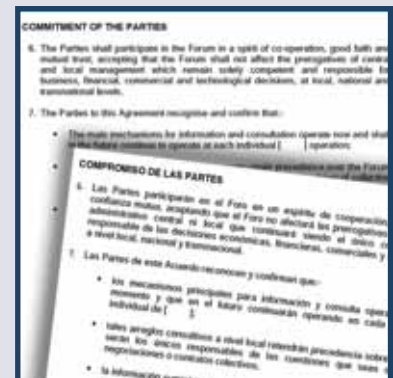 COMMITMENT OF THE PARTIES
6. The Parties shall participate in the Forum in a spirit of co-operation, good faith and
mutual trust, accepting that the Forum shall not affect the prerogatives of central
and local management which remain solely competent and responsible for
business, financial, commercial and technological decisions, at local, national and
transnational levels.
7. The Parties to this Agreement recognise and confirm that:-
• The main mechanisms for information and consultation operate now and shall
in the future continue to operate at each individual [ ] operation;
precedence over the Forum
COMPROMISO DE LAS PARTES
6. Las Partes participarán en el Foro en un espíritu de cooperación,
confianza mutua, aceptando que el Foro no afectará las prerrogativas
administrativo central ni local que continuará siendo el único
responsable de las decisiones económicas, financieras, comerciales y
a nivel local, nacional y transnacional.
7. Las Partes de este Acuerdo reconocen y confirman que:-
• los mecanismos principales para información y consulta
momento y que en el futuro continuarán operando en cada
individual de [ ].
• tales arreglos consultivos a nivel local retendrán precedencia sobre
serán los únicos responsables de las cuestiones que sean
negociaciones o contratos colectivos.
• la información